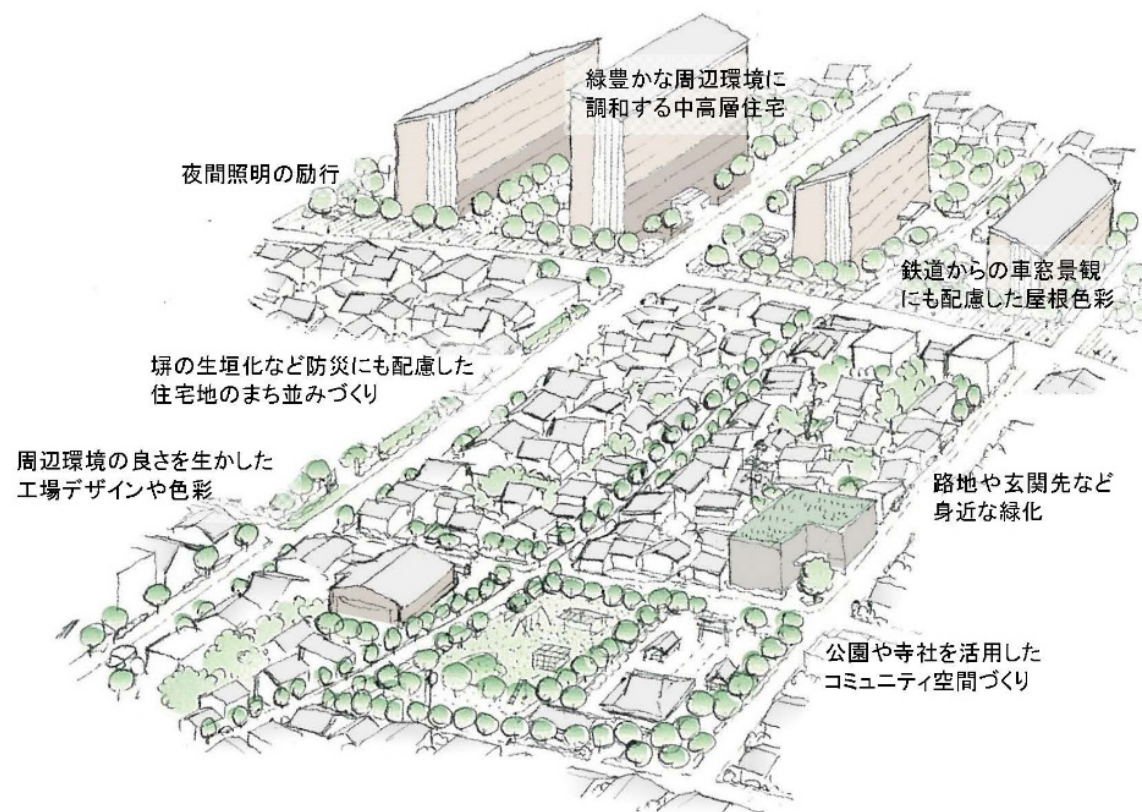 緑豊かな周辺環境に
調和する中高層住宅
夜間照明の励行
鉄道からの車窓景観
にも配慮した屋根色彩
塀の生垣化など防災にも配慮した
住宅地のまち並みづくり
周辺環境の良さを生かした
工場デザインや色彩
路地や玄関先など
身近な緑化
公園や寺社を活用した
コミュニティ空間づくり